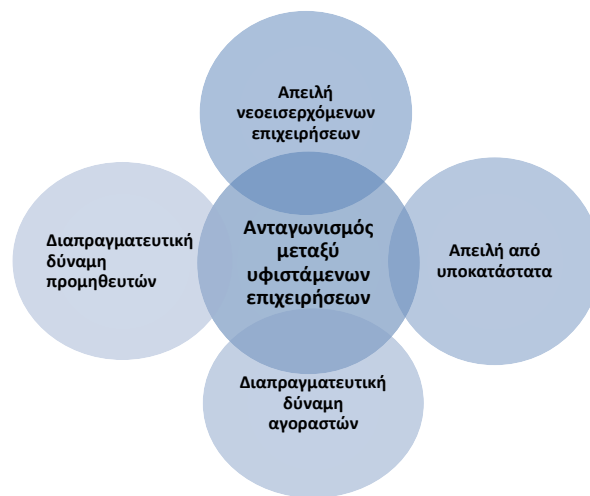 Απειλή
νεοεισερχόμενων
επιχειρήσεων
Διαπραγματευτική
δύναμη
προμηθευτών
Ανταγωνισμός
μεταξύ
υφιστάμενων
επιχειρήσεων
Απειλή από
υποκατάστατα
Διαπραγματευτική
δύναμη
αγοραστών